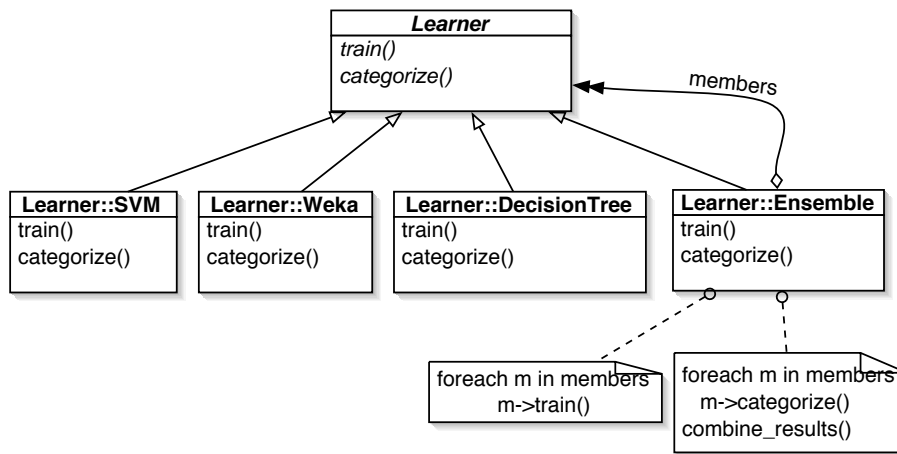 Learner
train()
categorize()
members
Learner::SVM
train()
categorize()
Learner::Weka
train()
categorize()
Learner::DecisionTree
train()
categorize()
Learner::Ensemble
train()
categorize()
foreach m in members
m->train()
foreach m in members
m->categorize()
combine_results()